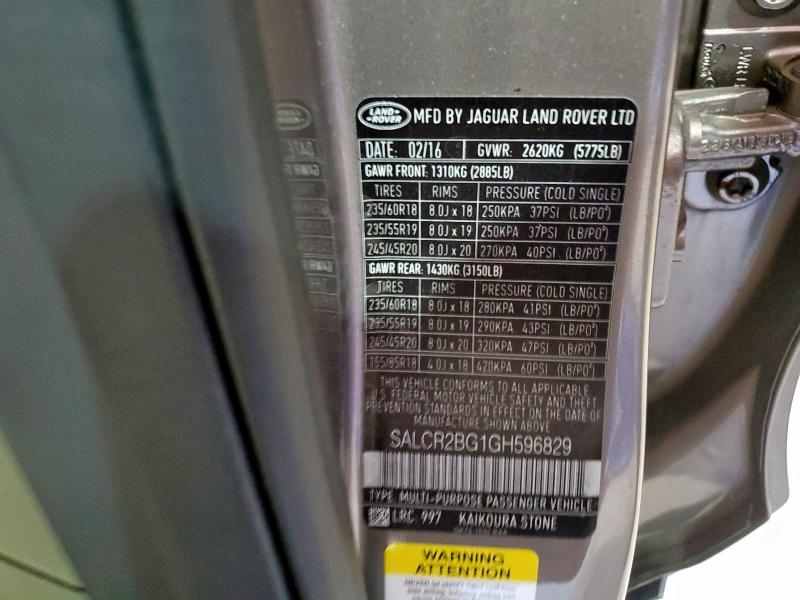 LAND ROVER MFD BY JAGUAR LAND ROVER LTD
DATE: 02/16 GVWR: 2620KG (5775LB)
GAWR FRONT: 1310KG (2885LB)
TIRES RIMS PRESSURE (COLD SINGLE)
235/60R18 8.0J x 18 250KPA 37PSI (LB/PO²)
235/55R19 8.0J x 19 250KPA 37PSI (LB/PO²)
245/45R20 8.0J x 20 270KPA 40PSI (LB/PO²)
GAWR REAR: 1430KG (3150LB)
TIRES RIMS PRESSURE (COLD SINGLE)
235/60R18 8.0J x 18 280KPA 41PSI (LB/PO²)
235/55R19 8.0J x 19 290KPA 43PSI (LB/PO²)
245/45R20 8.0J x 20 320KPA 47PSI (LB/PO²)
155/85R18 4.0J x 18 420KPA 60PSI (LB/PO²)
THIS VEHICLE CONFORMS TO ALL APPLICABLE
U.S FEDERAL MOTOR VEHICLE SAFETY AND THEFT
PREVENTION STANDARDS IN EFFECT ON THE DATE OF
MANUFACTURE SHOWN ABOVE
SALCR2BG1GH596829
TYPE: MULTI-PURPOSE PASSENGER VEHICLE
LRC 997 KAIKOURA STONE
WARNING
ATTENTION